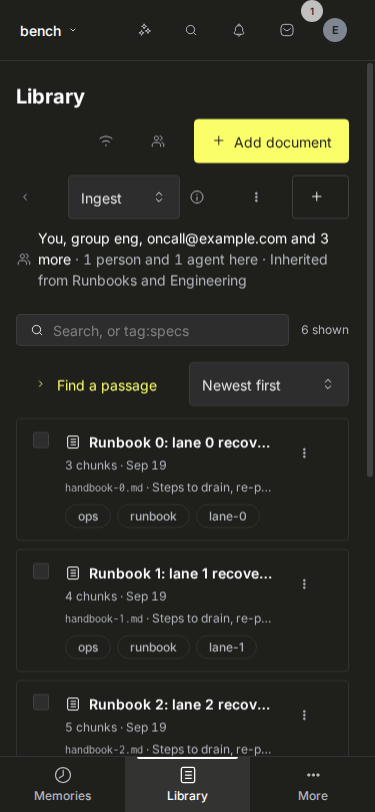 bench
1
E
Library
Add document
Ingest
You, group eng, oncall@example.com and 3
more · 1 person and 1 agent here · Inherited
from Runbooks and Engineering
Search, or tag:specs
6 shown
Find a passage
Newest first
Runbook 0: lane 0 recov...
3 chunks · Sep 19
handbook-0.md · Steps to drain, re-p...
ops
runbook
lane-0
Runbook 1: lane 1 recove...
4 chunks · Sep 19
handbook-1.md · Steps to drain, re-p...
ops
runbook
lane-1
Runbook 2: lane 2 recov...
5 chunks · Sep 19
handbook-2.md · Steps to drain, re-p...
Memories
Library
More